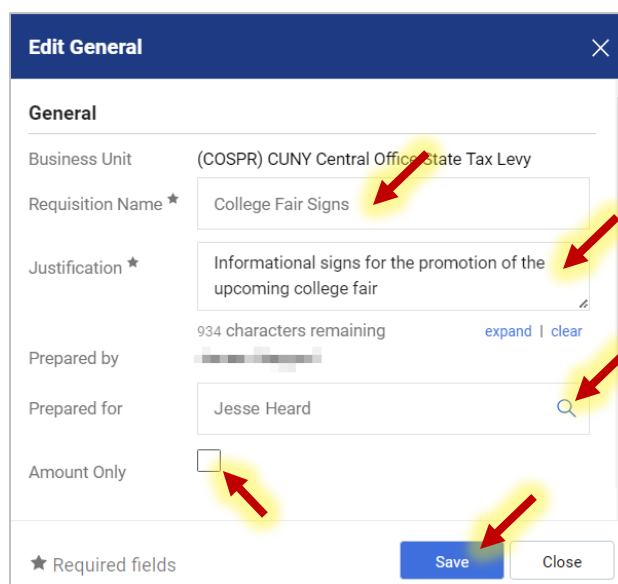 Edit General
General
Business Unit (COSPR) CUNY Central Office State Tax Levy
Requisition Name ★ College Fair Signs
Justification ★ Informational signs for the promotion of the
upcoming college fair
934 characters remaining expand | clear
Prepared by
Prepared for Jesse Heard
Amount Only
★ Required fields Save Close